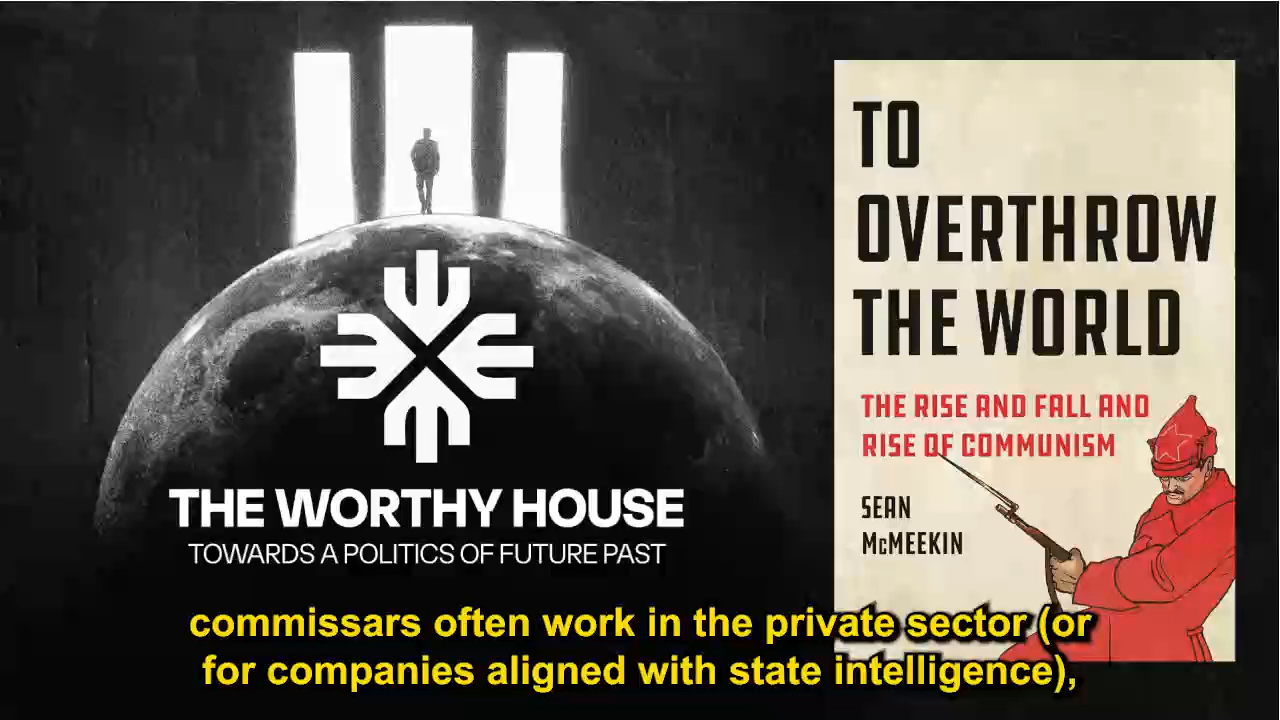 THE WORTHY HOUSE
TOWARDS A POLITICS OF FUTURE PAST
TO
OVERTHROW
THE WORLD
THE RISE AND FALL AND
RISE OF COMMUNISM
SEAN
McMEEKIN
commissars often work in the private sector (or
for companies aligned with state intelligence),